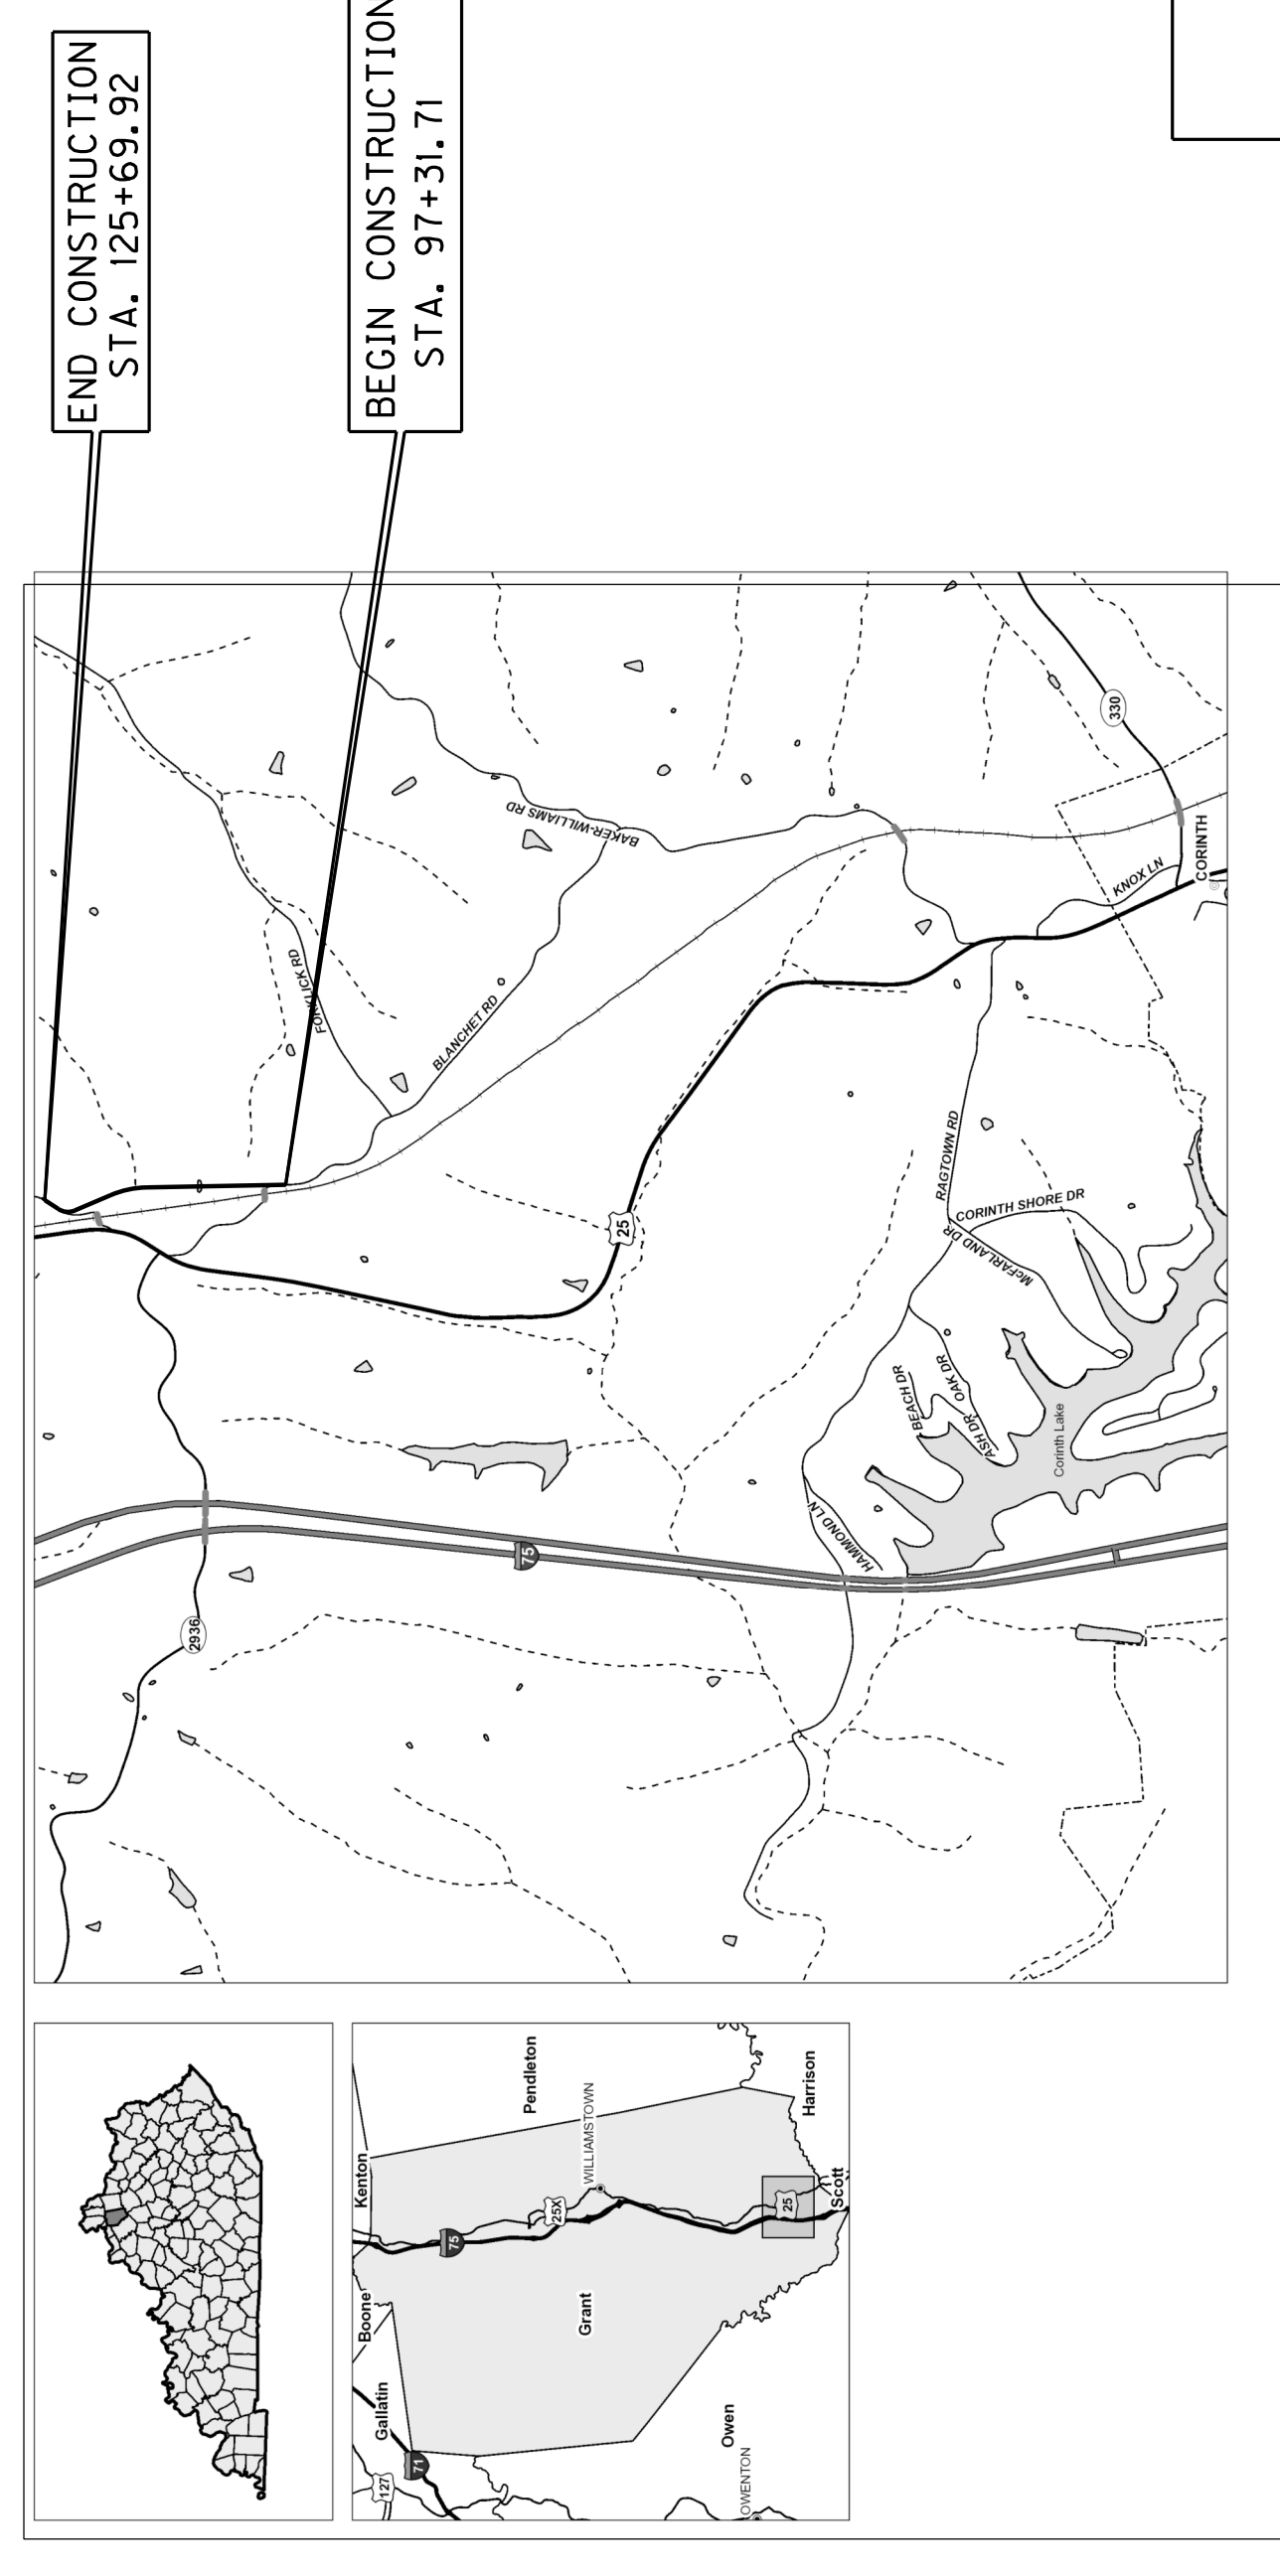 END CONSTRUCTION
STA. 125+69.92
BEGIN CONSTRUCTION
STA. 97+31.71
FORKLICK RD
BAKER-WILLIAMS RD
BLANCHET RD
330
KNOX LN
CORINTH
25
RAGTOWN RD
CORINTH SHORE DR
McFARLAND DR
BEACH DR
OAK DR
ASH DR
Corinth Lake
HAMMOND LN
75
2936
Kenton
Pendleton
WILLIAMSTOWN
Harrison
75
25X
25
Scott
Boone
Grant
Gallatin
71
127
Owen
OWENTON